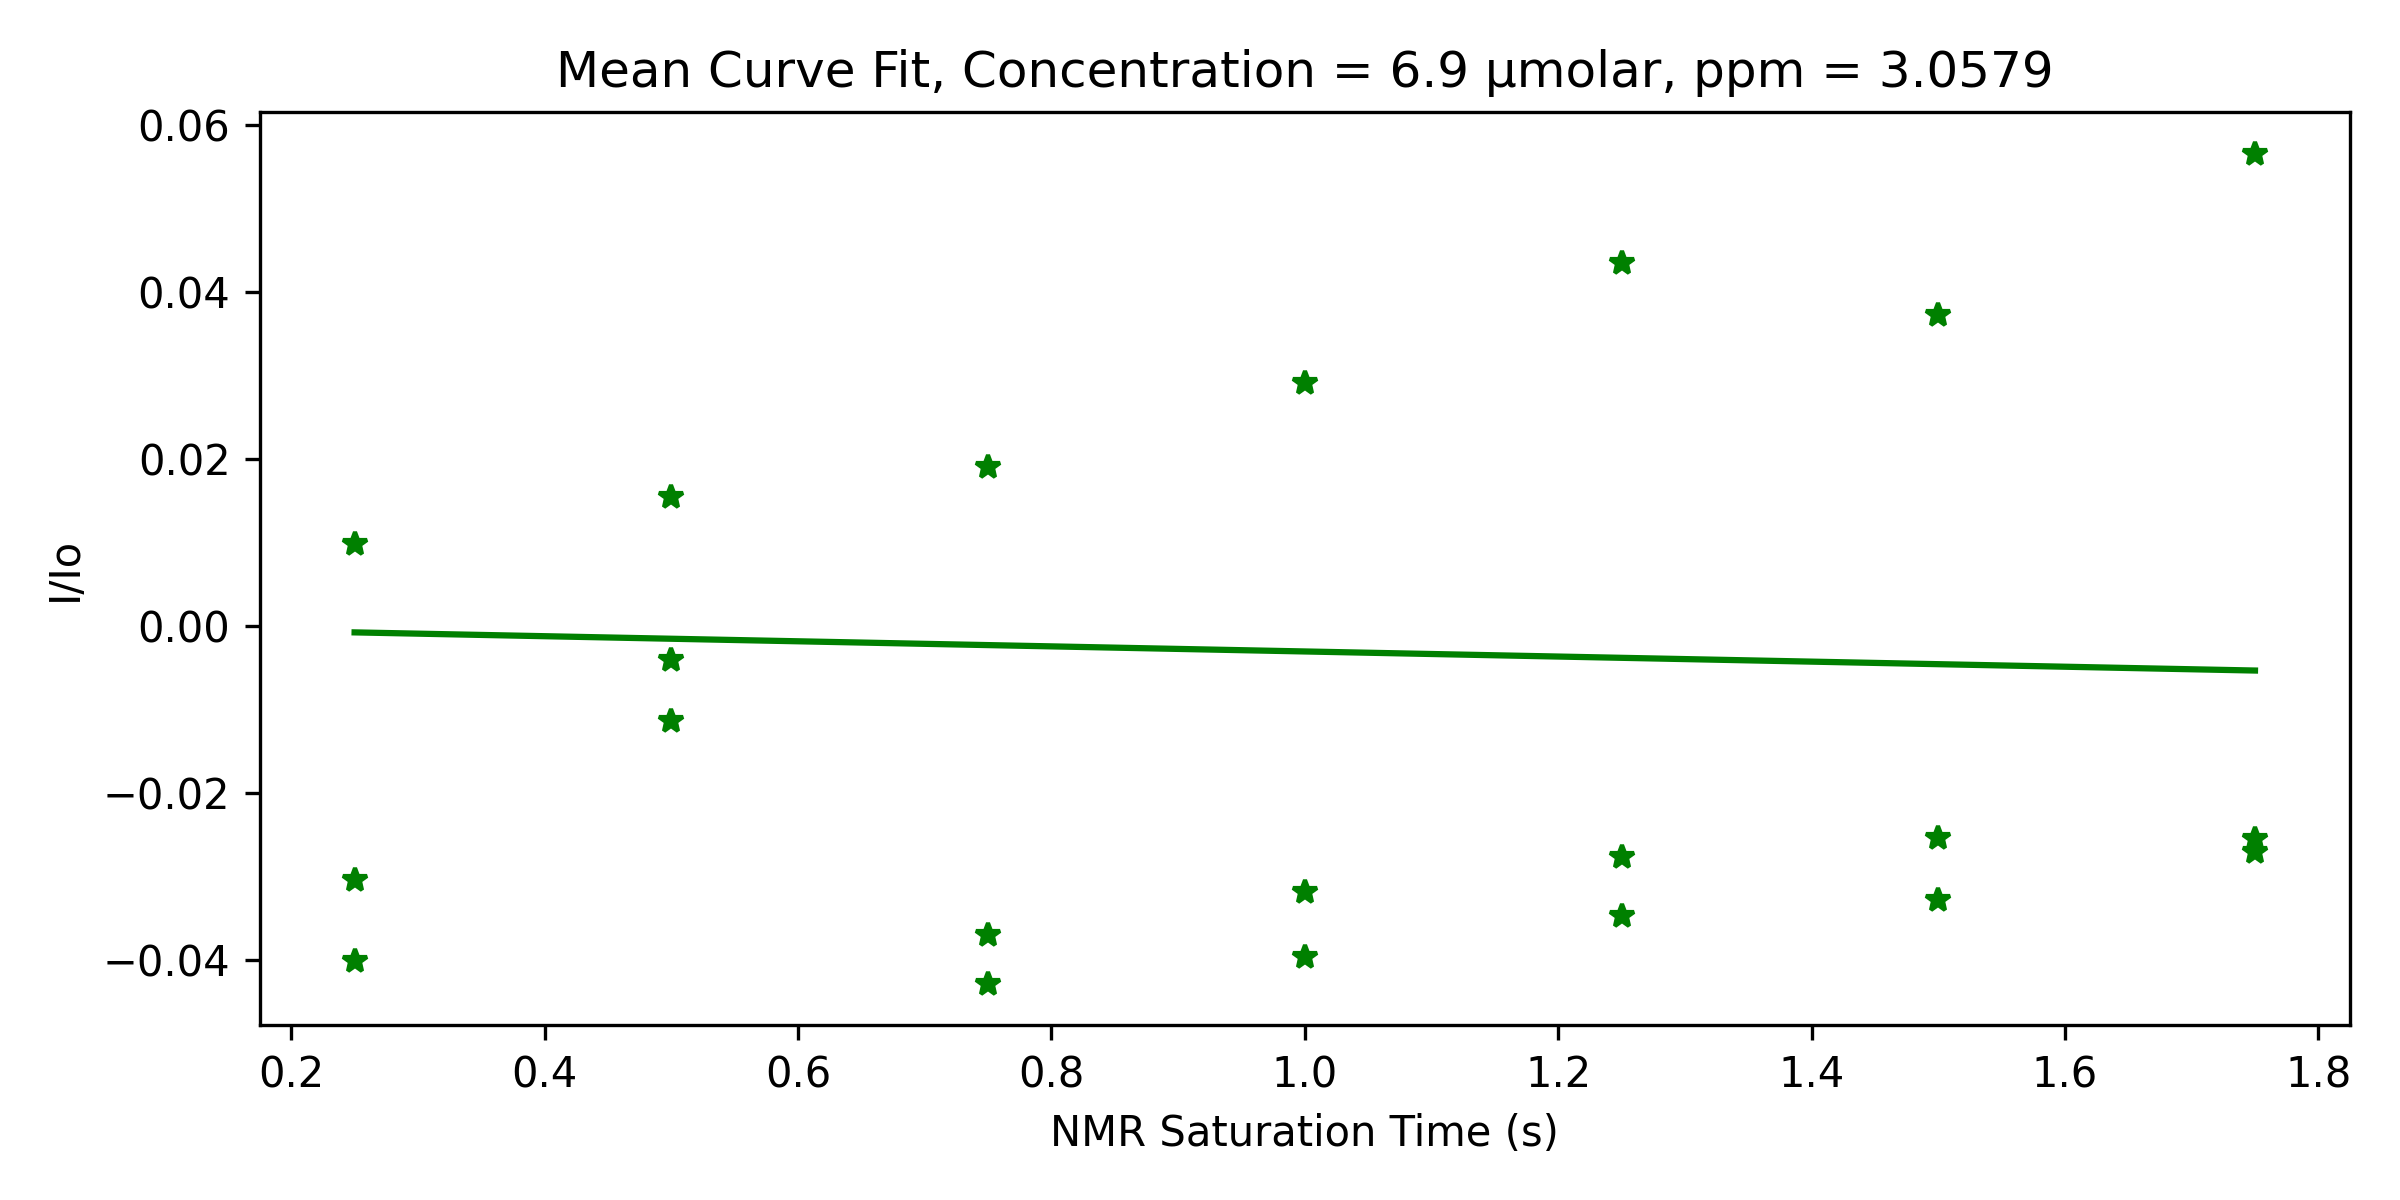 Mean Curve Fit, Concentration = 6.9 µmolar, ppm = 3.0579
0.06
0.04
0.02
0.00
−0.02
−0.04
I/Io
0.2 0.4 0.6 0.8 1.0 1.2 1.4 1.6 1.8
NMR Saturation Time (s)